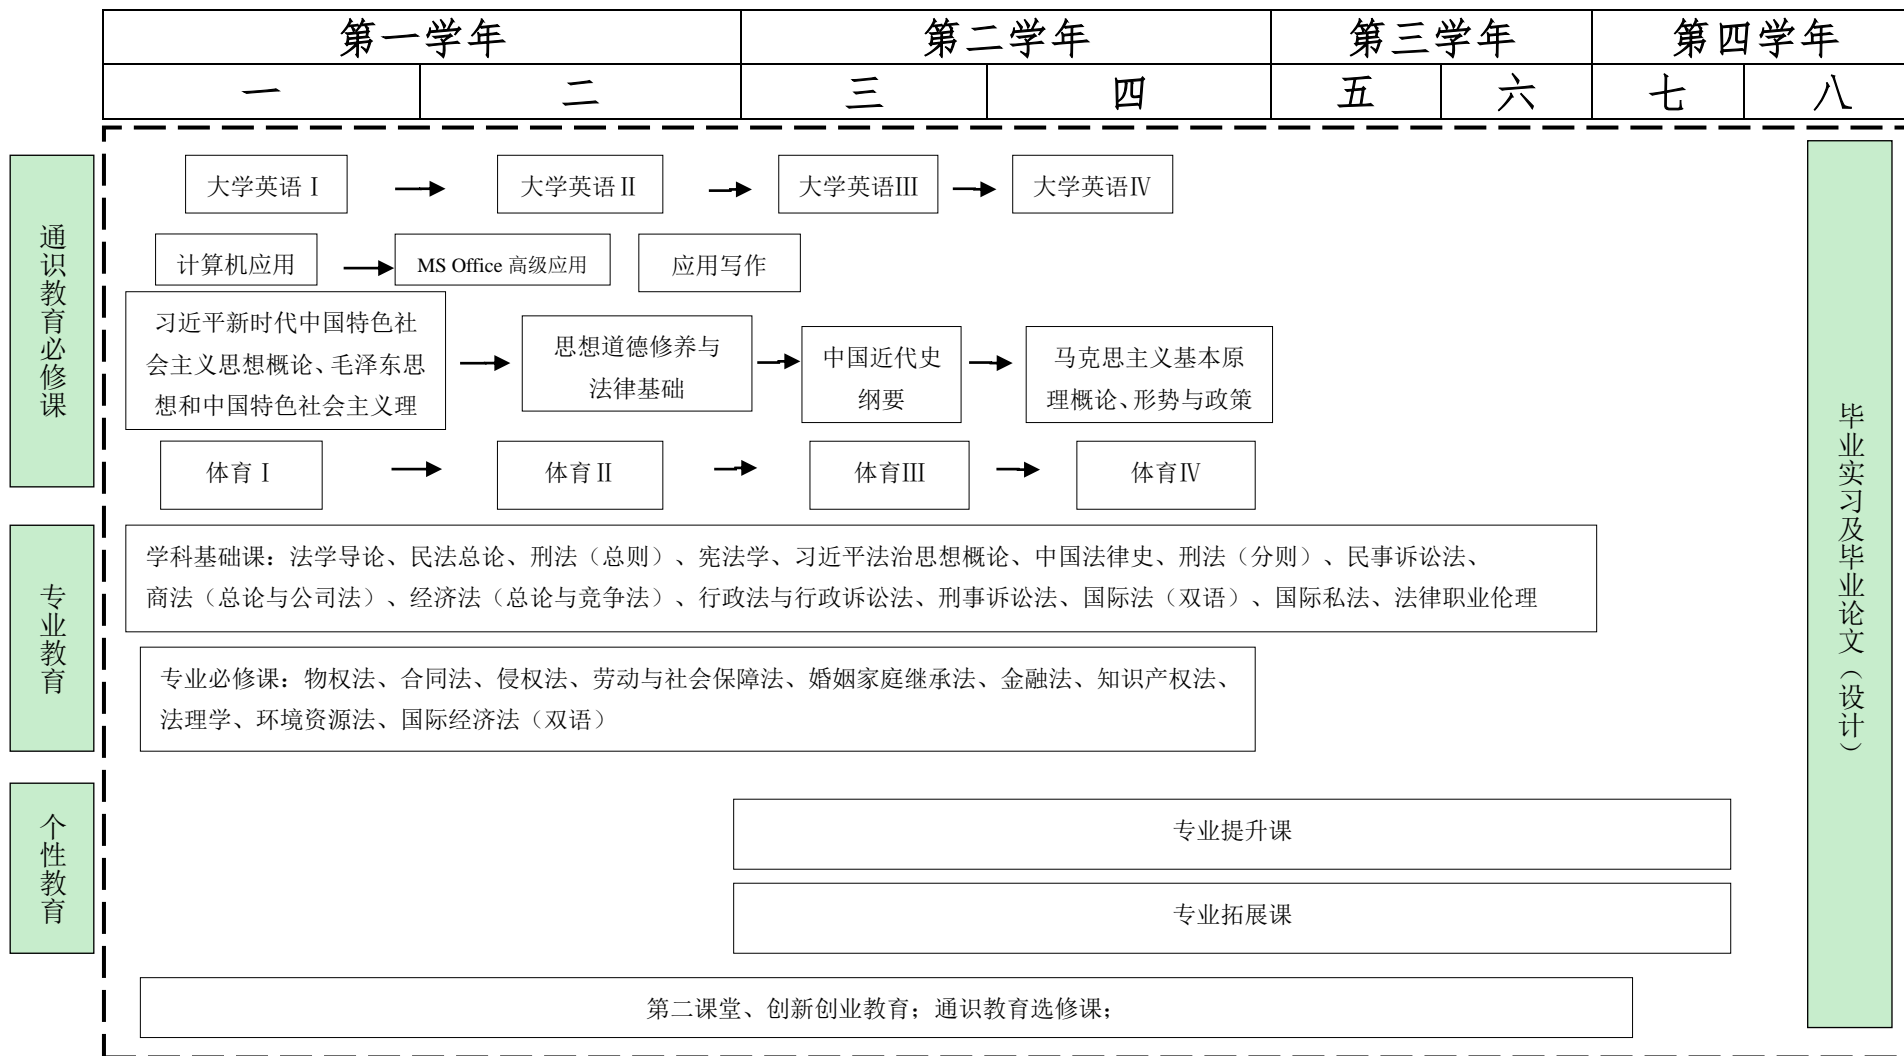 第一学年
第二学年
第三学年
第四学年
一
二
三
四
五
六
七
八
通识教育必修课
大学英语Ⅰ
大学英语Ⅱ
大学英语Ⅲ
大学英语Ⅳ
计算机应用
MS Office 高级应用
应用写作
习近平新时代中国特色社
会主义思想概论、毛泽东思
想和中国特色社会主义理
思想道德修养与
法律基础
中国近代史
纲要
马克思主义基本原
理概论、形势与政策
体育Ⅰ
体育Ⅱ
体育Ⅲ
体育Ⅳ
专业教育
学科基础课：法学导论、民法总论、刑法（总则）、宪法学、习近平法治思想概论、中国法律史、刑法（分则）、民事诉讼法、
商法（总论与公司法）、经济法（总论与竞争法）、行政法与行政诉讼法、刑事诉讼法、国际法（双语）、国际私法、法律职业伦理
专业必修课：物权法、合同法、侵权法、劳动与社会保障法、婚姻家庭继承法、金融法、知识产权法、
法理学、环境资源法、国际经济法（双语）
个性教育
专业提升课
专业拓展课
第二课堂、创新创业教育；通识教育选修课；
毕业实习及毕业论文（设计）